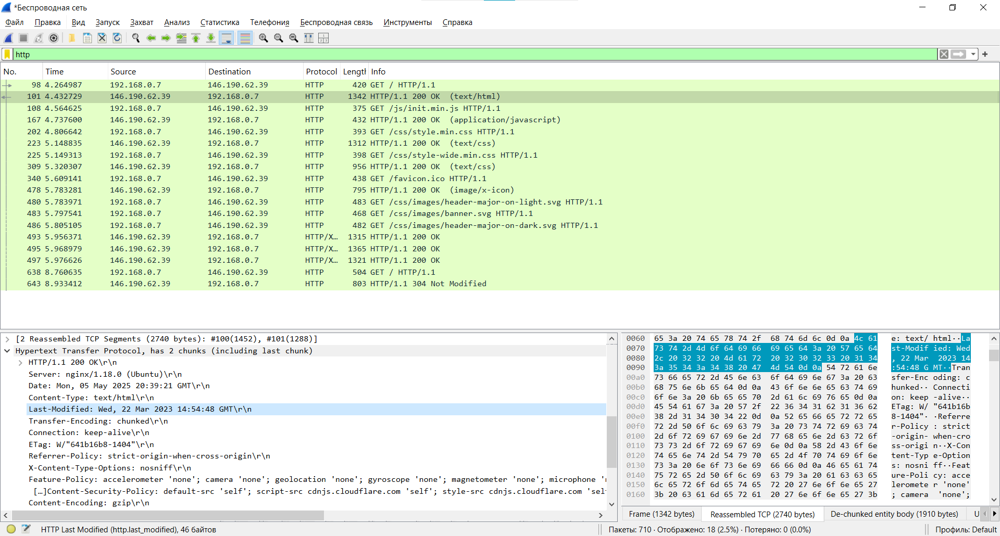 *Беспроводная сеть
Файл Правка Вид Запуск Захват Анализ Статистика Телефония Беспроводная связь Инструменты Справка
http
No. Time Source Destination Protocol Length Info
98 4.264987 192.168.0.7 146.190.62.39 HTTP 420 GET / HTTP/1.1
101 4.432729 146.190.62.39 192.168.0.7 HTTP 1342 HTTP/1.1 200 OK (text/html)
108 4.564625 192.168.0.7 146.190.62.39 HTTP 375 GET /js/init.min.js HTTP/1.1
167 4.737600 146.190.62.39 192.168.0.7 HTTP 432 HTTP/1.1 200 OK (application/javascript)
202 4.806642 192.168.0.7 146.190.62.39 HTTP 393 GET /css/style.min.css HTTP/1.1
223 5.148835 146.190.62.39 192.168.0.7 HTTP 1312 HTTP/1.1 200 OK (text/css)
225 5.149313 192.168.0.7 146.190.62.39 HTTP 398 GET /css/style-wide.min.css HTTP/1.1
309 5.320307 146.190.62.39 192.168.0.7 HTTP 956 HTTP/1.1 200 OK (text/css)
340 5.609141 192.168.0.7 146.190.62.39 HTTP 438 GET /favicon.ico HTTP/1.1
478 5.783281 146.190.62.39 192.168.0.7 HTTP 795 HTTP/1.1 200 OK (image/x-icon)
480 5.783971 192.168.0.7 146.190.62.39 HTTP 483 GET /css/images/header-major-on-light.svg HTTP/1.1
483 5.797541 192.168.0.7 146.190.62.39 HTTP 468 GET /css/images/banner.svg HTTP/1.1
486 5.805105 192.168.0.7 146.190.62.39 HTTP 482 GET /css/images/header-major-on-dark.svg HTTP/1.1
493 5.956371 146.190.62.39 192.168.0.7 HTTP/X… 1315 HTTP/1.1 200 OK
495 5.968979 146.190.62.39 192.168.0.7 HTTP/X… 1365 HTTP/1.1 200 OK
497 5.976626 146.190.62.39 192.168.0.7 HTTP/X… 1321 HTTP/1.1 200 OK
638 8.760635 192.168.0.7 146.190.62.39 HTTP 504 GET / HTTP/1.1
643 8.933412 146.190.62.39 192.168.0.7 HTTP 803 HTTP/1.1 304 Not Modified
[2 Reassembled TCP Segments (2740 bytes): #100(1452), #101(1288)]
Hypertext Transfer Protocol, has 2 chunks (including last chunk)
HTTP/1.1 200 OK\r\n
Server: nginx/1.18.0 (Ubuntu)\r\n
Date: Mon, 05 May 2025 20:39:21 GMT\r\n
Content-Type: text/html\r\n
Last-Modified: Wed, 22 Mar 2023 14:54:48 GMT\r\n
Transfer-Encoding: chunked\r\n
Connection: keep-alive\r\n
ETag: W/"641b16b8-1404"\r\n
Referrer-Policy: strict-origin-when-cross-origin\r\n
X-Content-Type-Options: nosniff\r\n
Feature-Policy: accelerometer 'none'; camera 'none'; geolocation 'none'; gyroscope 'none'; magnetometer 'none'; microphone '
[…]Content-Security-Policy: default-src 'self'; script-src cdnjs.cloudflare.com 'self'; style-src cdnjs.cloudflare.com 'sel
Content-Encoding: gzip\r\n
0060 65 3a 20 74 65 78 74 2f 68 74 6d 6c 0d 0a 4c 61 e: text/ html··La
0070 73 74 2d 4d 6f 64 69 66 69 65 64 3a 20 57 65 64 st-Modif ied: Wed
0080 2c 20 32 32 20 4d 61 72 20 32 30 32 33 20 31 34 , 22 Mar 2023 14
0090 3a 35 34 3a 34 38 20 47 4d 54 0d 0a 54 72 61 6e :54:48 G MT··Tran
00a0 73 66 65 72 2d 45 6e 63 6f 64 69 6e 67 3a 20 63 sfer-Enc oding: c
00b0 68 75 6e 6b 65 64 0d 0a 43 6f 6e 6e 65 63 74 69 hunked·· Connecti
00c0 6f 6e 3a 20 6b 65 65 70 2d 61 6c 69 76 65 0d 0a on: keep -alive··
00d0 45 54 61 67 3a 20 57 2f 22 36 34 31 62 31 36 62 ETag: W/ "641b16b
00e0 38 2d 31 34 30 34 22 0d 0a 52 65 66 65 72 72 65 8-1404"· ·Referre
00f0 72 2d 50 6f 6c 69 63 79 3a 20 73 74 72 69 63 74 r-Policy : strict
0100 2d 6f 72 69 67 69 6e 2d 77 68 65 6e 2d 63 72 6f -origin- when-cro
0110 73 73 2d 6f 72 69 67 69 6e 0d 0a 58 2d 43 6f 6e ss-origi n··X-Con
0120 74 65 6e 74 2d 54 79 70 65 2d 4f 70 74 69 6f 6e tent-Typ e-Option
0130 73 3a 20 6e 6f 73 6e 69 66 66 0d 0a 46 65 61 74 s: nosni ff··Feat
0140 75 72 65 2d 50 6f 6c 69 63 79 3a 20 61 63 63 65 ure-Poli cy: acce
0150 6c 65 72 6f 6d 65 74 65 72 20 27 6e 6f 6e 65 27 leromete r 'none'
0160 3b 20 63 61 6d 65 72 61 20 27 6e 6f 6e 65 27 3b ; camera 'none';
Frame (1342 bytes) Reassembled TCP (2740 bytes) De-chunked entity body (1910 bytes) U
HTTP Last Modified (http.last_modified), 46 байтов Пакеты: 710 · Отображено: 18 (2.5%) · Потеряно: 0 (0.0%) Профиль: Default